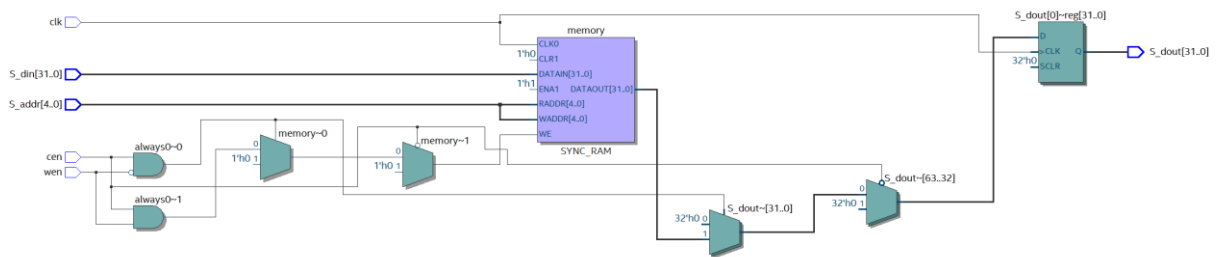 clk
S_din[31..0]
S_addr[4..0]
cen
wen
always0~0
always0~1
memory~0
0
1'h0 1
memory~1
0
1'h0 1
memory
1'h0
1'h1
CLK0
CLR1
DATAIN[31..0]
ENA1 DATAOUT[31..0]
RADDR[4..0]
WADDR[4..0]
WE
SYNC_RAM
S_dout~[31..0]
32'h0 0
1
S_dout~[63..32]
0
32'h0 1
S_dout[0]~reg[31..0]
D
CLK Q
32'h0
SCLR
S_dout[31..0]